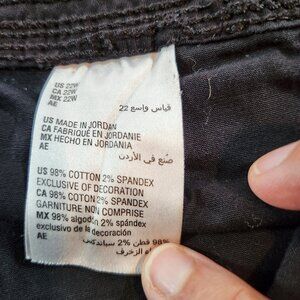 US 22W
CA 22W
MX 22W
AE
قياس واسع 22
US MADE IN JORDAN
CA FABRIQUÉ EN JORDANIE
MX HECHO EN JORDANIA
AE
صنع في الأردن
US 98% COTTON 2% SPANDEX
EXCLUSIVE OF DECORATION
CA 98% COTON 2% SPANDEX
GARNITURE NON COMPRISE
MX 98% algodón 2% spandex
exclusivo de la decoración
AE
98% قطن 2% سباندكس
الزخرف